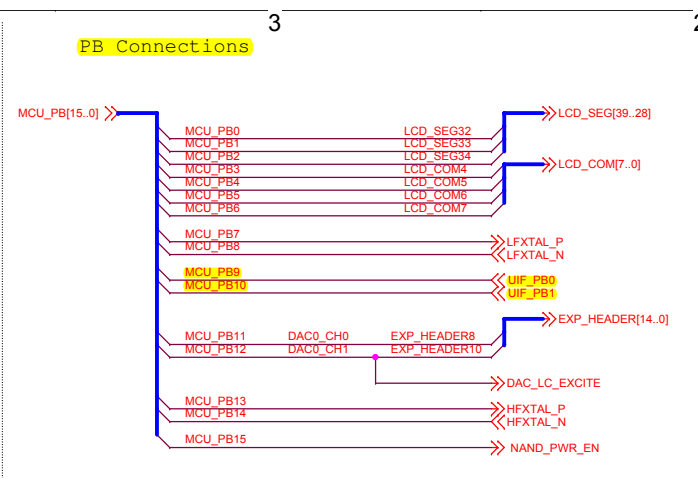 3
2
PB Connections
MCU_PB[15..0]
LCD_SEG[39..28]
MCU_PB0 LCD_SEG32
MCU_PB1 LCD_SEG33
MCU_PB2 LCD_SEG34
LCD_COM[7..0]
MCU_PB3 LCD_COM4
MCU_PB4 LCD_COM5
MCU_PB5 LCD_COM6
MCU_PB6 LCD_COM7
MCU_PB7 LFXTAL_P
MCU_PB8 LFXTAL_N
MCU_PB9 UIF_PB0
MCU_PB10 UIF_PB1
EXP_HEADER[14..0]
MCU_PB11 DAC0_CH0 EXP_HEADER8
MCU_PB12 DAC0_CH1 EXP_HEADER10
DAC_LC_EXCITE
MCU_PB13 HFXTAL_P
MCU_PB14 HFXTAL_N
MCU_PB15 NAND_PWR_EN